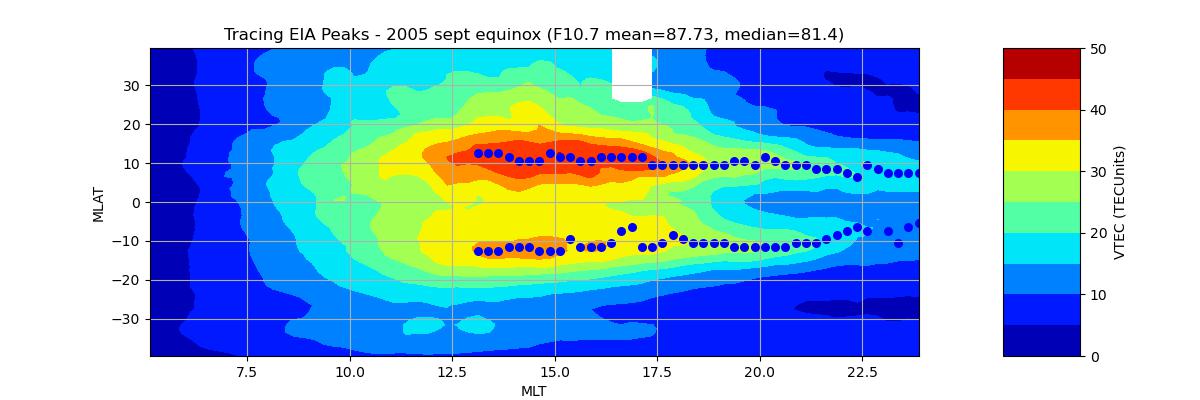 Tracing EIA Peaks - 2005 sept equinox (F10.7 mean=87.73, median=81.4)
MLAT
30
20
10
0
−10
−20
−30
7.5 10.0 12.5 15.0 17.5 20.0 22.5
MLT
50
40
30
20
10
0
VTEC (TECUnits)